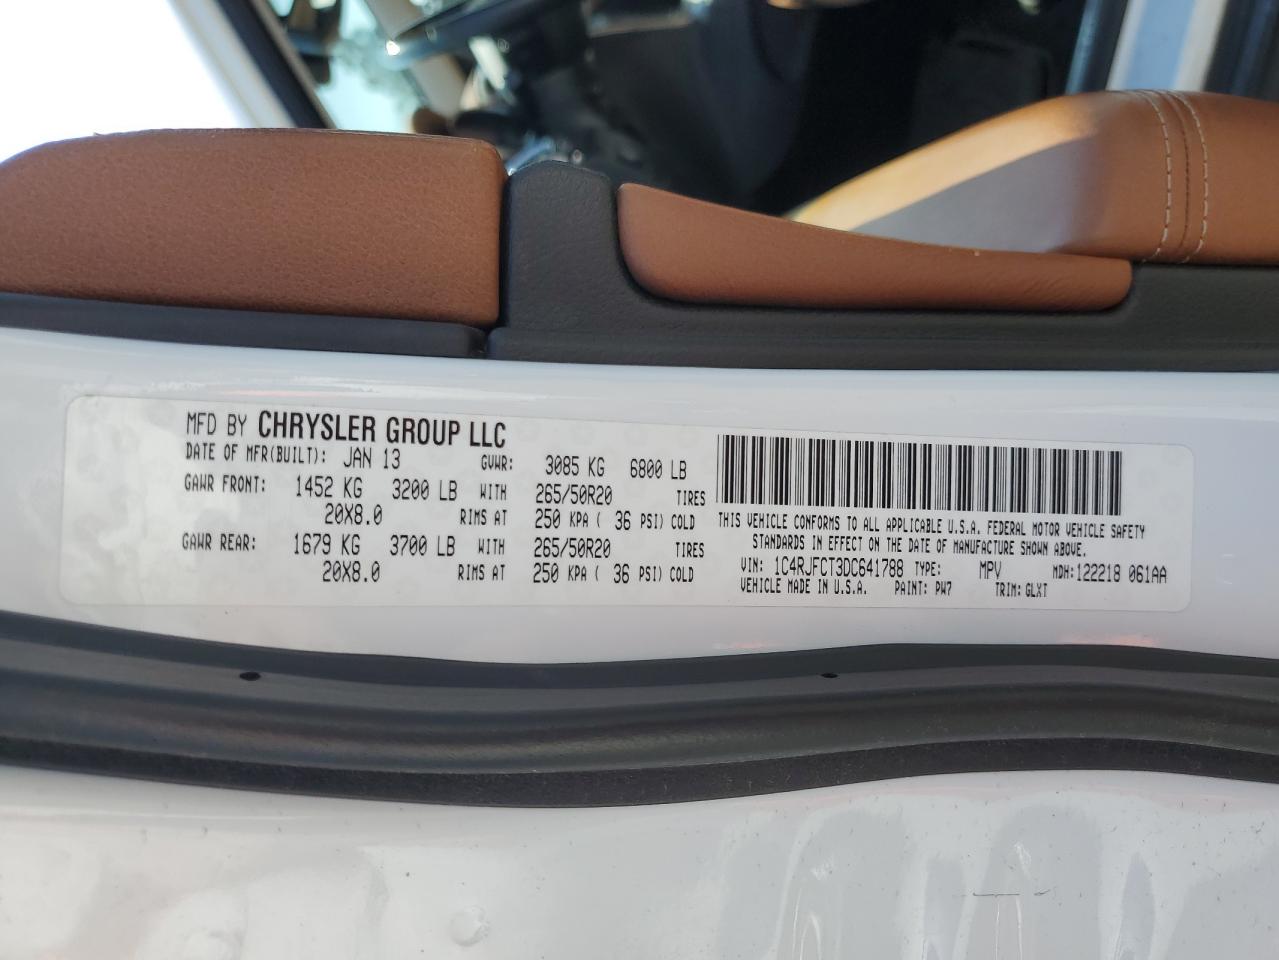 MFD BY CHRYSLER GROUP LLC
DATE OF MFR(BUILT): JAN 13 GVWR: 3085 KG 6800 LB
GAWR FRONT: 1452 KG 3200 LB WITH 265/50R20 TIRES
20X8.0 RIMS AT 250 KPA ( 36 PSI) COLD
GAWR REAR: 1679 KG 3700 LB WITH 265/50R20 TIRES
20X8.0 RIMS AT 250 KPA ( 36 PSI) COLD
THIS VEHICLE CONFORMS TO ALL APPLICABLE U.S.A. FEDERAL MOTOR VEHICLE SAFETY
STANDARDS IN EFFECT ON THE DATE OF MANUFACTURE SHOWN ABOVE.
VIN: 1C4RJFCT3DC641788 TYPE: MPV MDH:122218 061AA
VEHICLE MADE IN U.S.A. PAINT: PW7 TRIM: GLXT